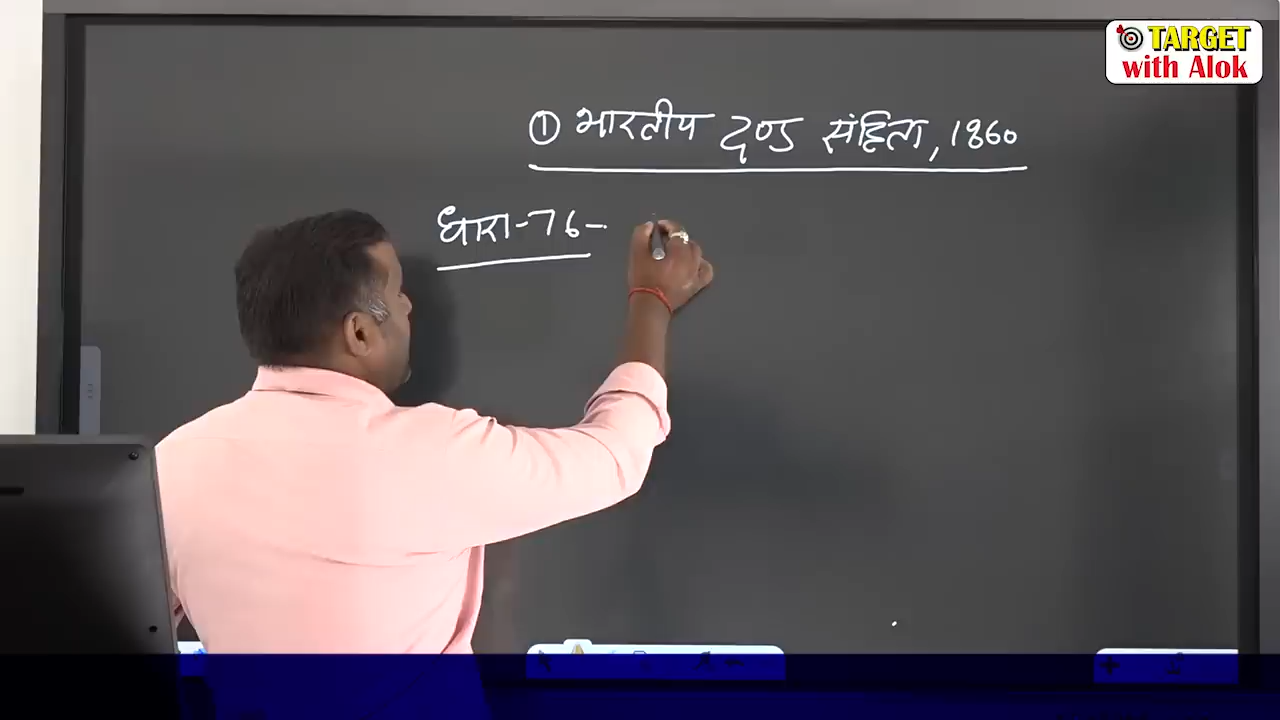 TARGET
with Alok
① भारतीय दण्ड संहिता, 1860
धारा-76-